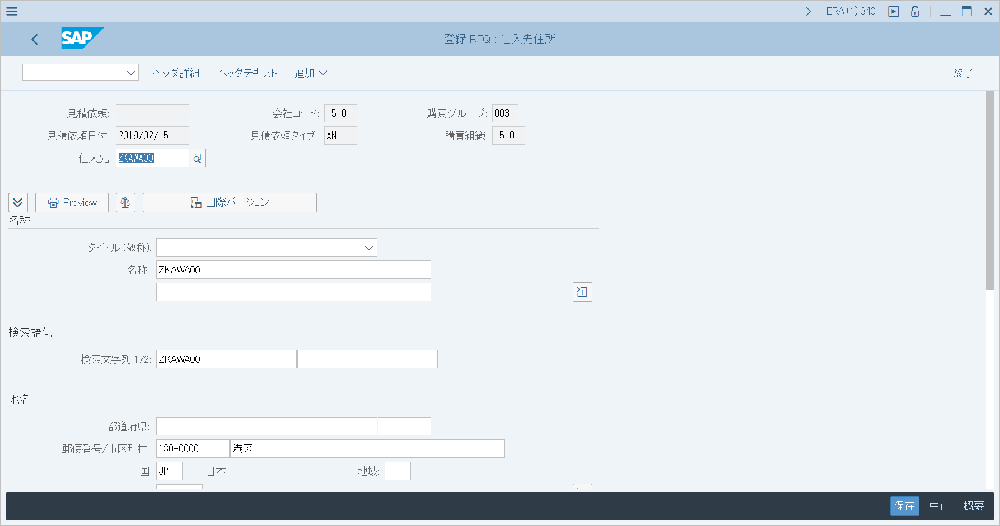 ERA (1) 340
SAP
登録 RFQ : 仕入先住所
ヘッダ詳細 ヘッダテキスト 追加 終了
見積依頼: 会社コード: 1510 購買グループ: 003
見積依頼日付: 2019/02/15 見積依頼タイプ: AN 購買組織: 1510
仕入先: ZKAWA00
Preview 国際バージョン
名称
タイトル (敬称):
名称: ZKAWA00
検索語句
検索文字列 1/2: ZKAWA00
地名
都道府県:
郵便番号/市区町村: 130-0000 港区
国: JP 日本 地域:
保存 中止 概要